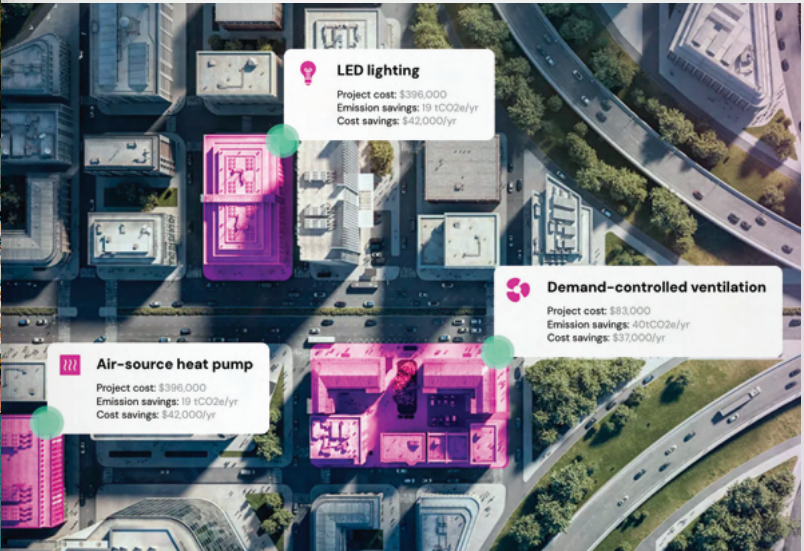 LED lighting
Project cost: $396,000
Emission savings: 19 tCO2e/yr
Cost savings: $42,000/yr
Demand-controlled ventilation
Project cost: $83,000
Emission savings: 40tCO2e/yr
Cost savings: $37,000/yr
Air-source heat pump
Project cost: $396,000
Emission savings: 19 tCO2e/yr
Cost savings: $42,000/yr